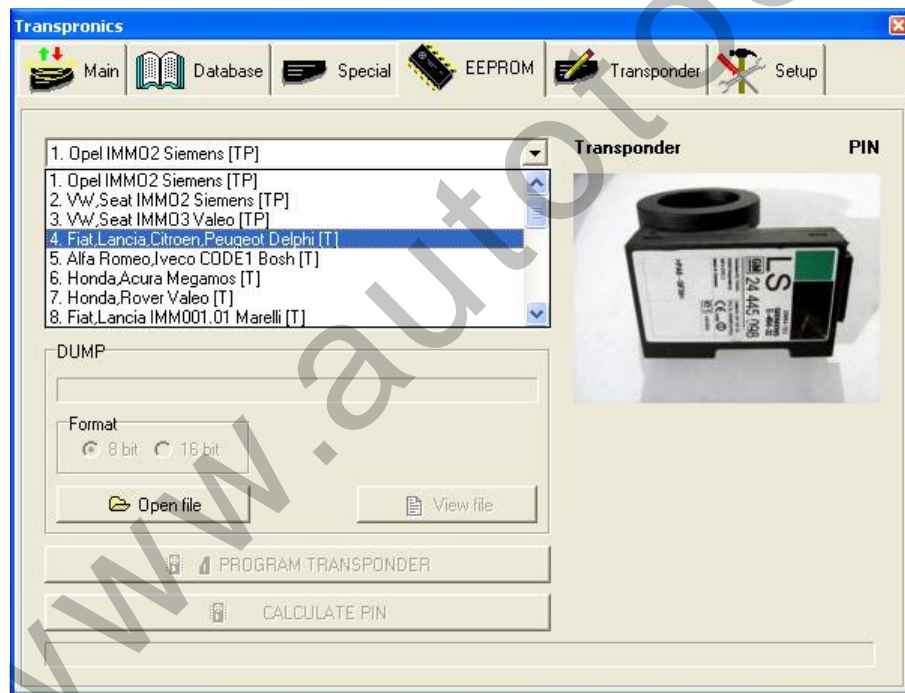 Transpronics
Main Database Special EEPROM Transponder Setup
1. Opel IMMO2 Siemens [TP]
1. Opel IMMO2 Siemens [TP]
2. VW,Seat IMMO2 Siemens [TP]
3. VW,Seat IMMO3 Valeo [TP]
4. Fiat,Lancia,Citroen,Peugeot Delphi [T]
5. Alfa Romeo,Iveco CODE1 Bosh [T]
6. Honda,Acura Megamos [T]
7. Honda,Rover Valeo [T]
8. Fiat,Lancia IMM001.01 Marelli [T]
Transponder PIN
LS
GM 24 445 098
SIEMENS
DUMP
Format
8 bit 16 bit
Open file View file
PROGRAM TRANSPONDER
CALCULATE PIN
www.autoto